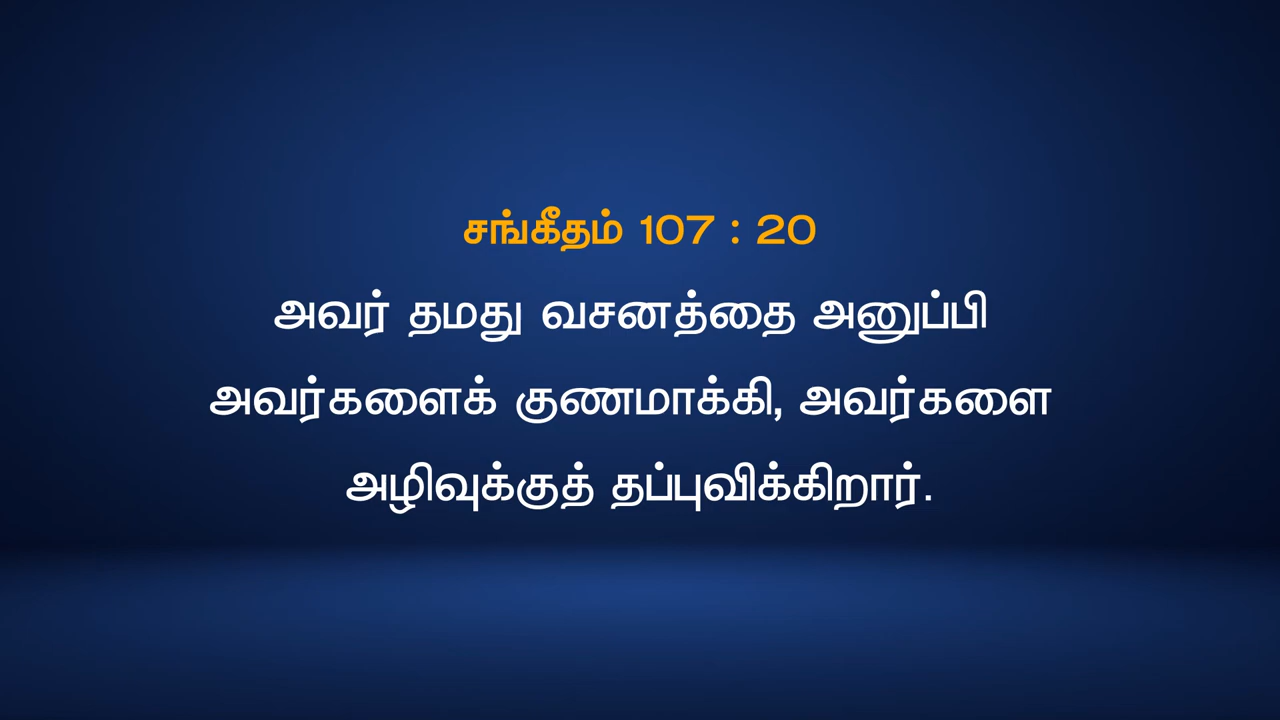 சங்கீதம் 107 : 20
அவர் தமது வசனத்தை அனுப்பி
அவர்களைக் குணமாக்கி, அவர்களை
அழிவுக்குத் தப்புவிக்கிறார்.